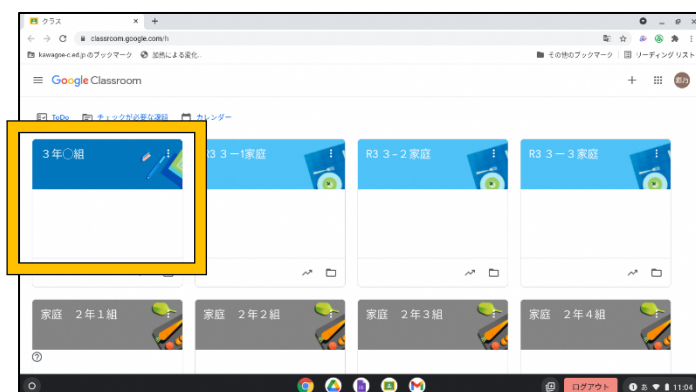 クラス
classroom.google.com/h
kawagoe-c.ed.jp のブックマーク 加熱による変化..
その他のブックマーク リーディング リスト
Google Classroom
ToDo チェックが必要な課題 カレンダー
３年〇組
R3 ３ー1家庭
R3 ３−２家庭
R3 ３ー３家庭
家庭　２年１組
家庭　２年２組
家庭　２年３組
家庭　２年４組
ログアウト
あ
11:04